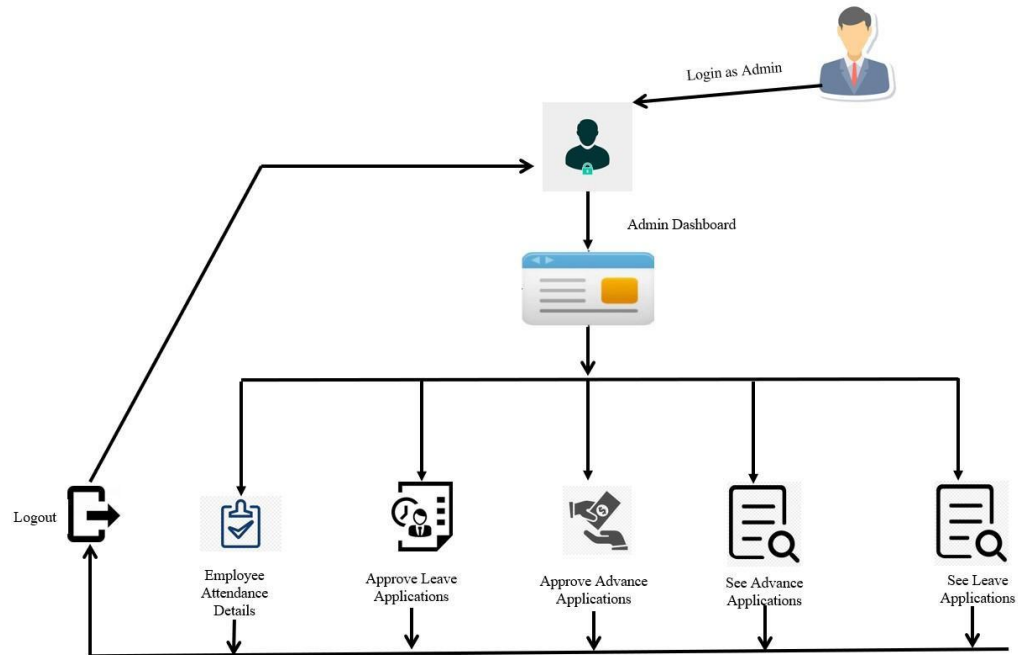 Login as Admin
Admin Dashboard
Logout
Employee
Attendance
Details
Approve Leave
Applications
Approve Advance
Applications
See Advance
Applications
See Leave
Applications